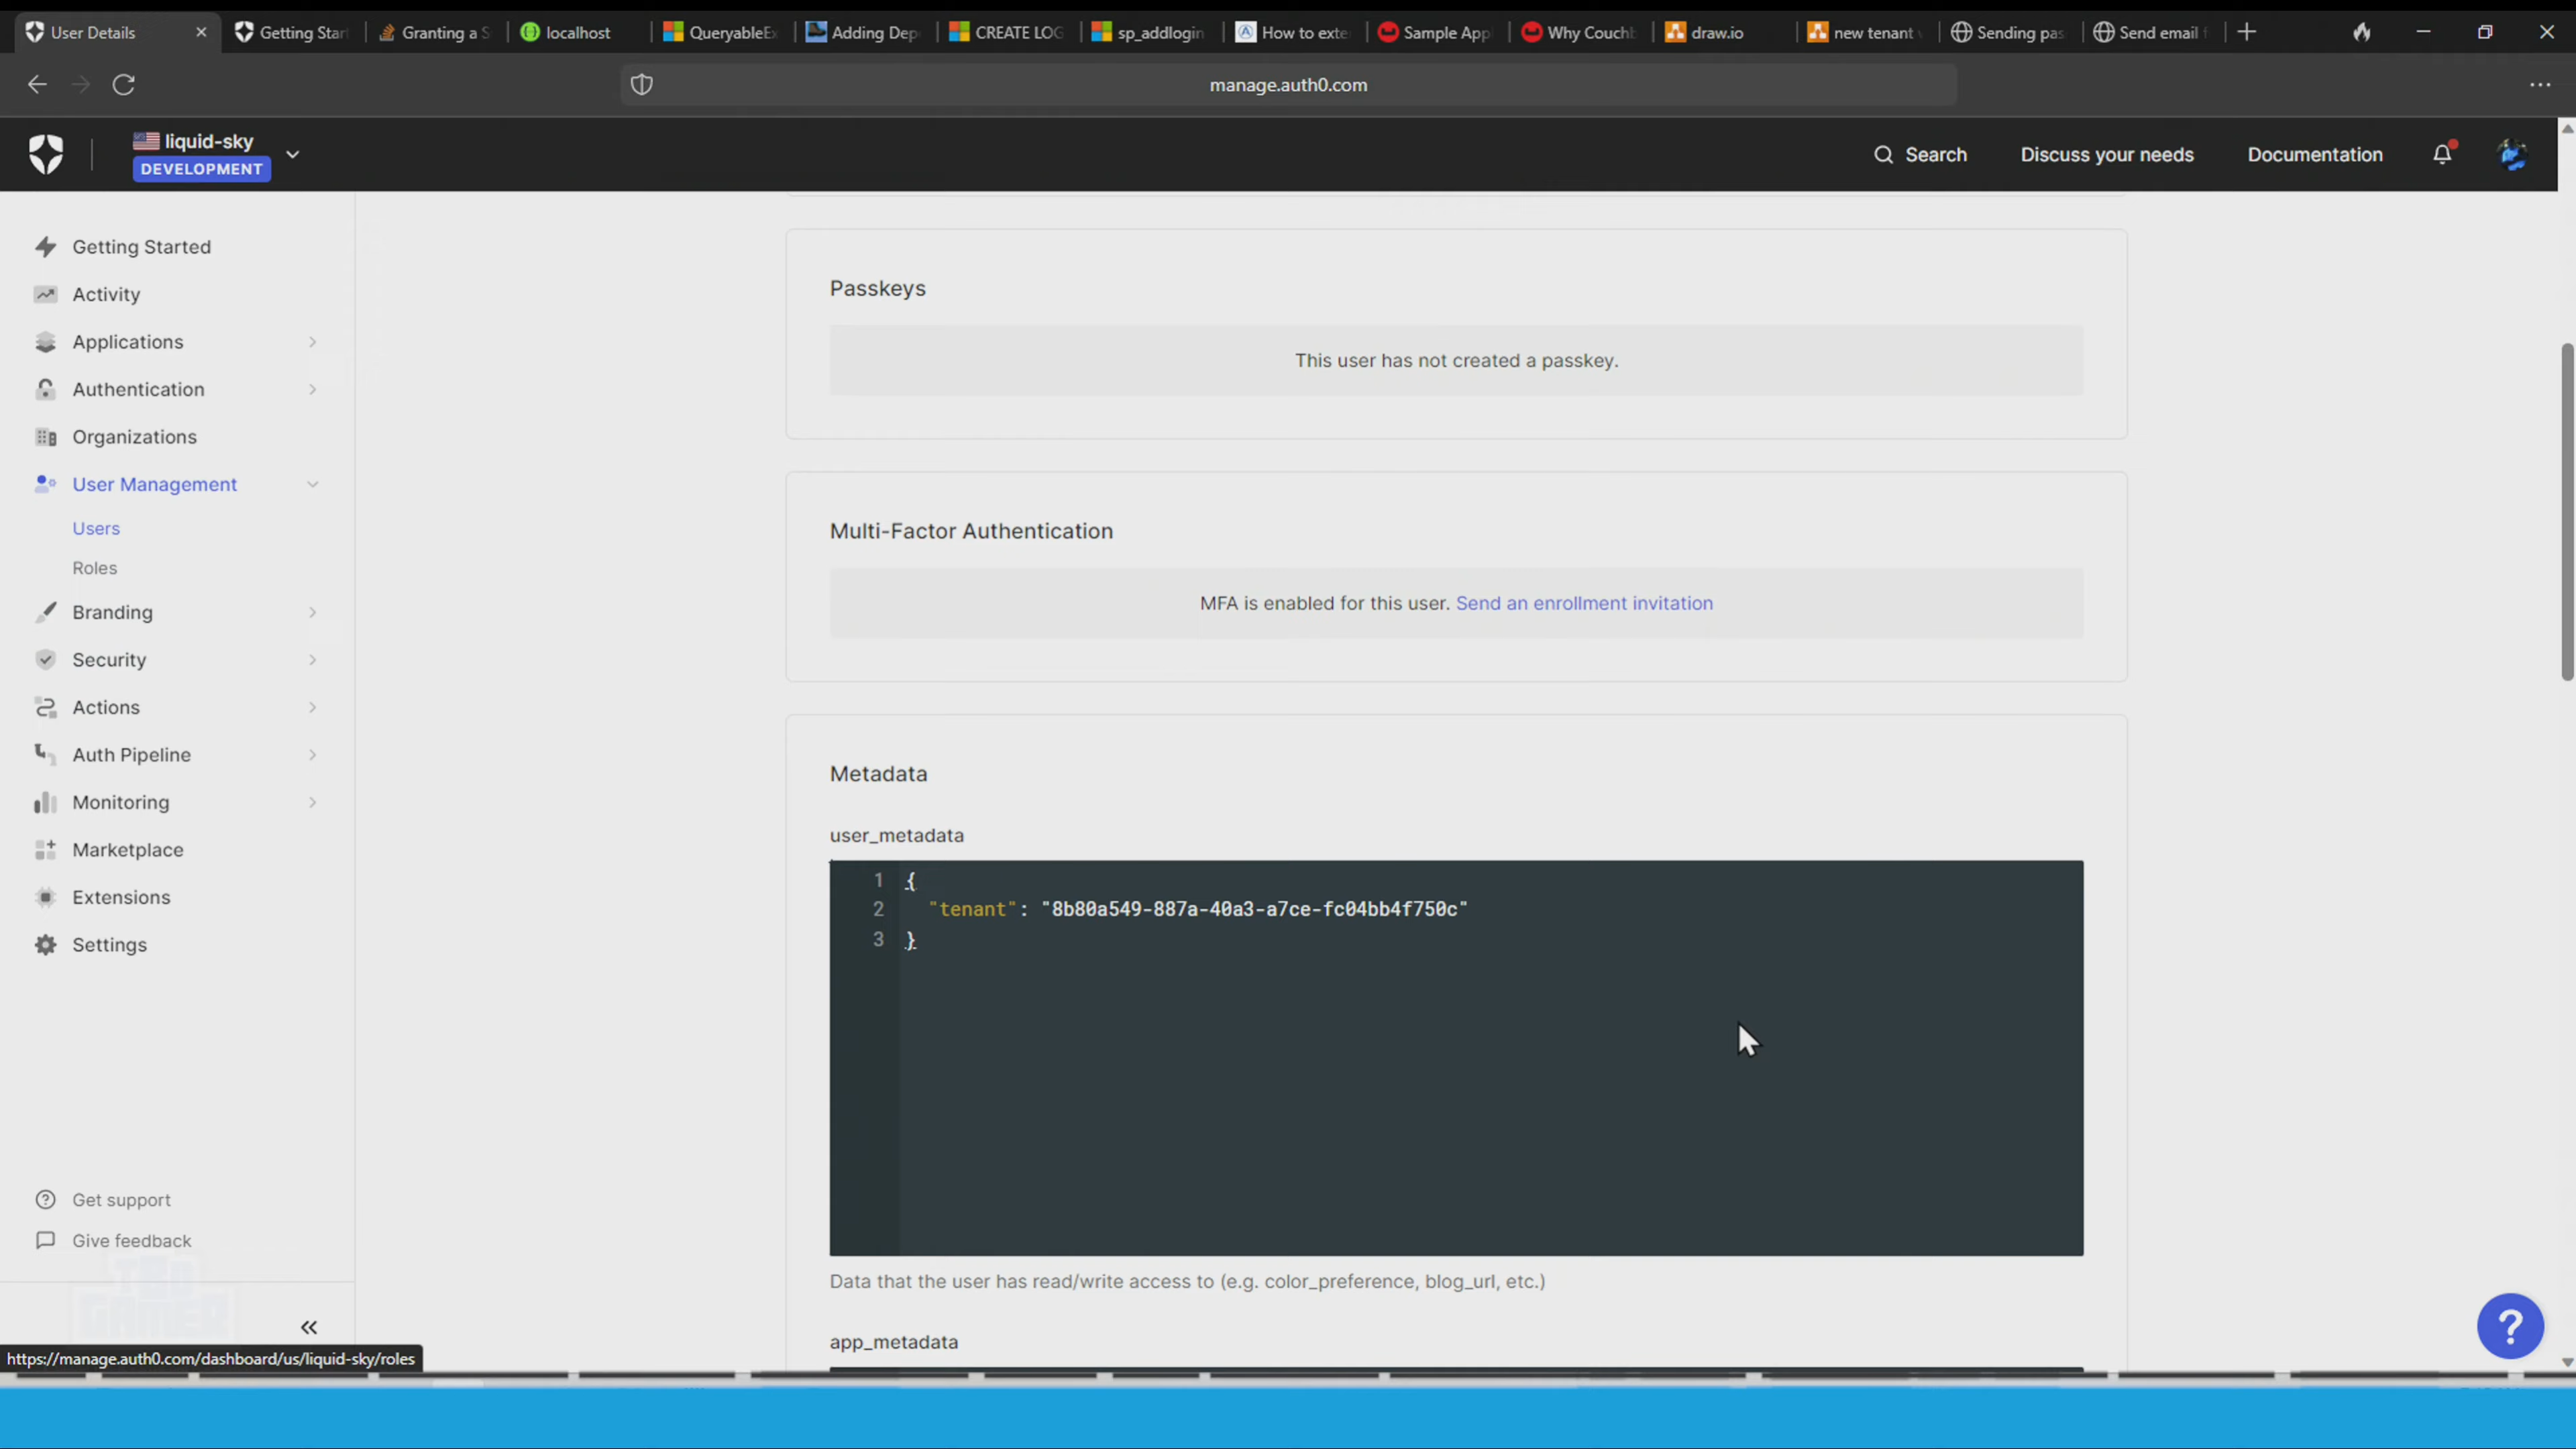 User Details
Getting Star
Granting a S
localhost
QueryableEx
Adding Dep
CREATE LOG
sp_addlogin
How to exte
Sample Appl
Why Couchb
draw.io
new tenant
Sending pas
Send email
manage.auth0.com
liquid-sky
DEVELOPMENT
Search
Discuss your needs
Documentation
Getting Started
Activity
Applications
Authentication
Organizations
User Management
Users
Roles
Branding
Security
Actions
Auth Pipeline
Monitoring
Marketplace
Extensions
Settings
Get support
Give feedback
https://manage.auth0.com/dashboard/us/liquid-sky/roles
Passkeys
This user has not created a passkey.
Multi-Factor Authentication
MFA is enabled for this user. Send an enrollment invitation
Metadata
user_metadata
1 {
2 "tenant": "8b80a549-887a-40a3-a7ce-fc04bb4f750c"
3 }
Data that the user has read/write access to (e.g. color_preference, blog_url, etc.)
app_metadata